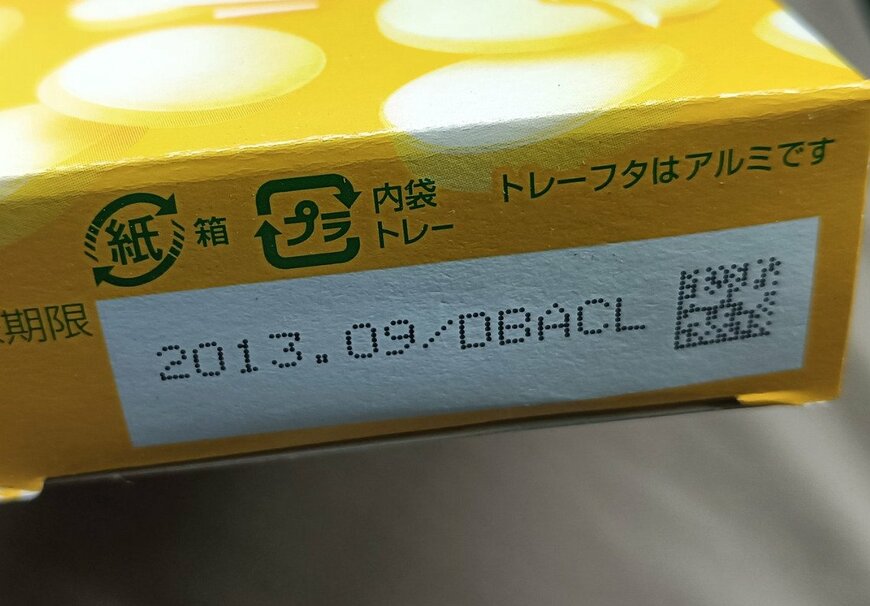 紙 箱
プラ 内袋
トレー
トレーフタはアルミです
期限
2013.09/DBACL